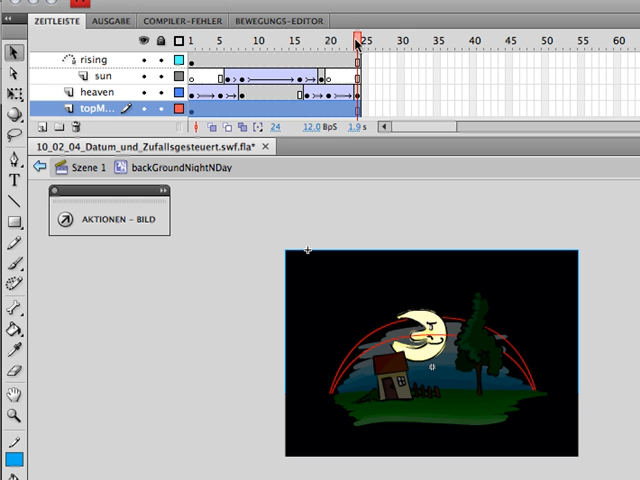 ZEITLEISTE AUSGABE COMPILER-FEHLER BEWEGUNGS-EDITOR
1 5 10 15 20 25 30 35 40 45 50 55 60
rising
sun
heaven
topM...
24 12.0 BpS 1.9 s
10_02_04_Datum_und_Zufallsgesteuert.swf.fla*
Szene 1 backGroundNightNDay
AKTIONEN – BILD
T